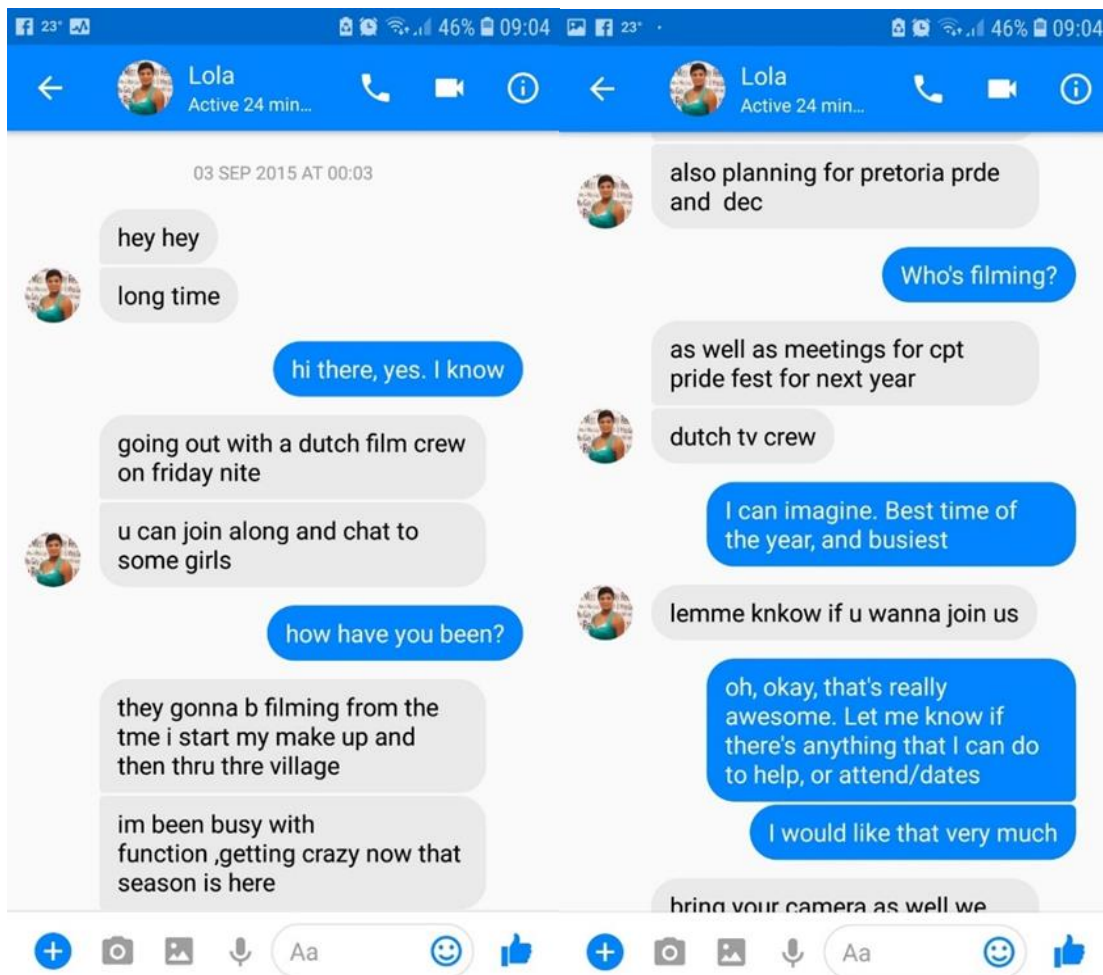 23°
46%
09:04
Lola
Active 24 min...
03 SEP 2015 AT 00:03
hey hey
long time
hi there, yes. I know
going out with a dutch film crew
on friday nite
u can join along and chat to
some girls
how have you been?
they gonna b filming from the
tme i start my make up and
then thru thre village
im been busy with
function ,getting crazy now that
season is here
Aa
23°
46%
09:04
Lola
Active 24 min...
also planning for pretoria prde
and dec
Who's filming?
as well as meetings for cpt
pride fest for next year
dutch tv crew
I can imagine. Best time of
the year, and busiest
lemme knkow if u wanna join us
oh, okay, that's really
awesome. Let me know if
there's anything that I can do
to help, or attend/dates
I would like that very much
bring your camera as well we
Aa